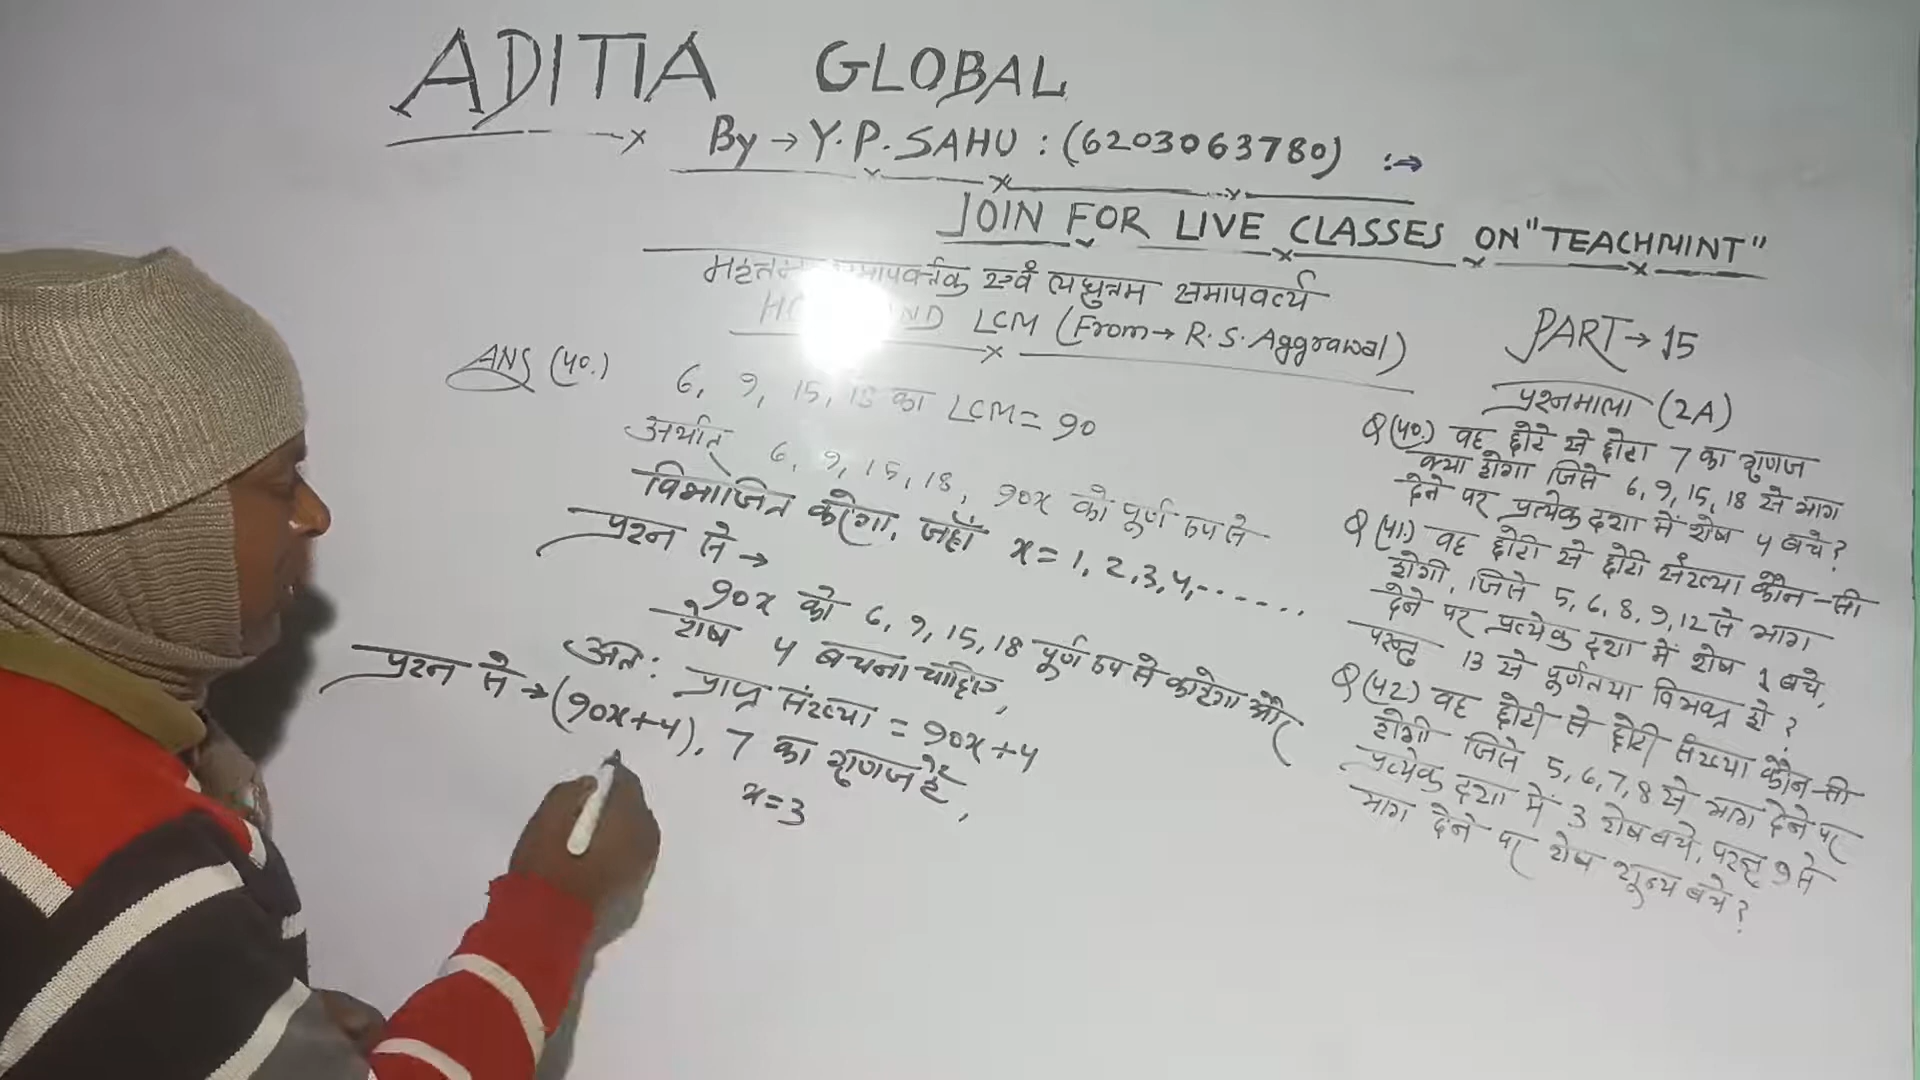 ADITIA GLOBAL
By → Y.P. SAHU : (6203063780) :→
JOIN FOR LIVE CLASSES ON "TEACHMINT"
समापवर्त्तक एवं लघुत्तम समापवर्त्य
AND LCM (From → R.S. Aggrawal)
PART → 15
ANS (40.) 6, 9, 15, 18 का LCM = 90
अर्थात् 6, 9, 15, 18, 90x को पूर्ण रूप से
विभाजित करेगा, जहाँ x = 1, 2, 3, 4, ......
प्रश्न से →
90x को 6, 9, 15, 18 पूर्ण रूप से काटेगा और
शेष 4 बचना चाहिए,
अतः प्राप्त संख्या = 90x+4
प्रश्न से → (90x+4), 7 का गुणज है,
x = 3
प्रश्नमाला (2A)
Q (40.) वह छोटे से छोटा 7 का गुणज
क्या होगा जिसे 6, 9, 15, 18 से भाग
देने पर प्रत्येक दशा में शेष 4 बचे?
Q (41.) वह छोटी से छोटी संख्या कौन-सी
होगी, जिसे 5, 6, 8, 9, 12 से भाग
देने पर प्रत्येक दशा में शेष 1 बचे,
परन्तु 13 से पूर्णतया विभक्त हो?
Q (42.) वह छोटी से छोटी संख्या कौन-सी
होगी जिसे 5, 6, 7, 8 से भाग देने पर
प्रत्येक दशा में 3 शेष बचे, परन्तु 9 से
भाग देने पर शेष शून्य बचे?